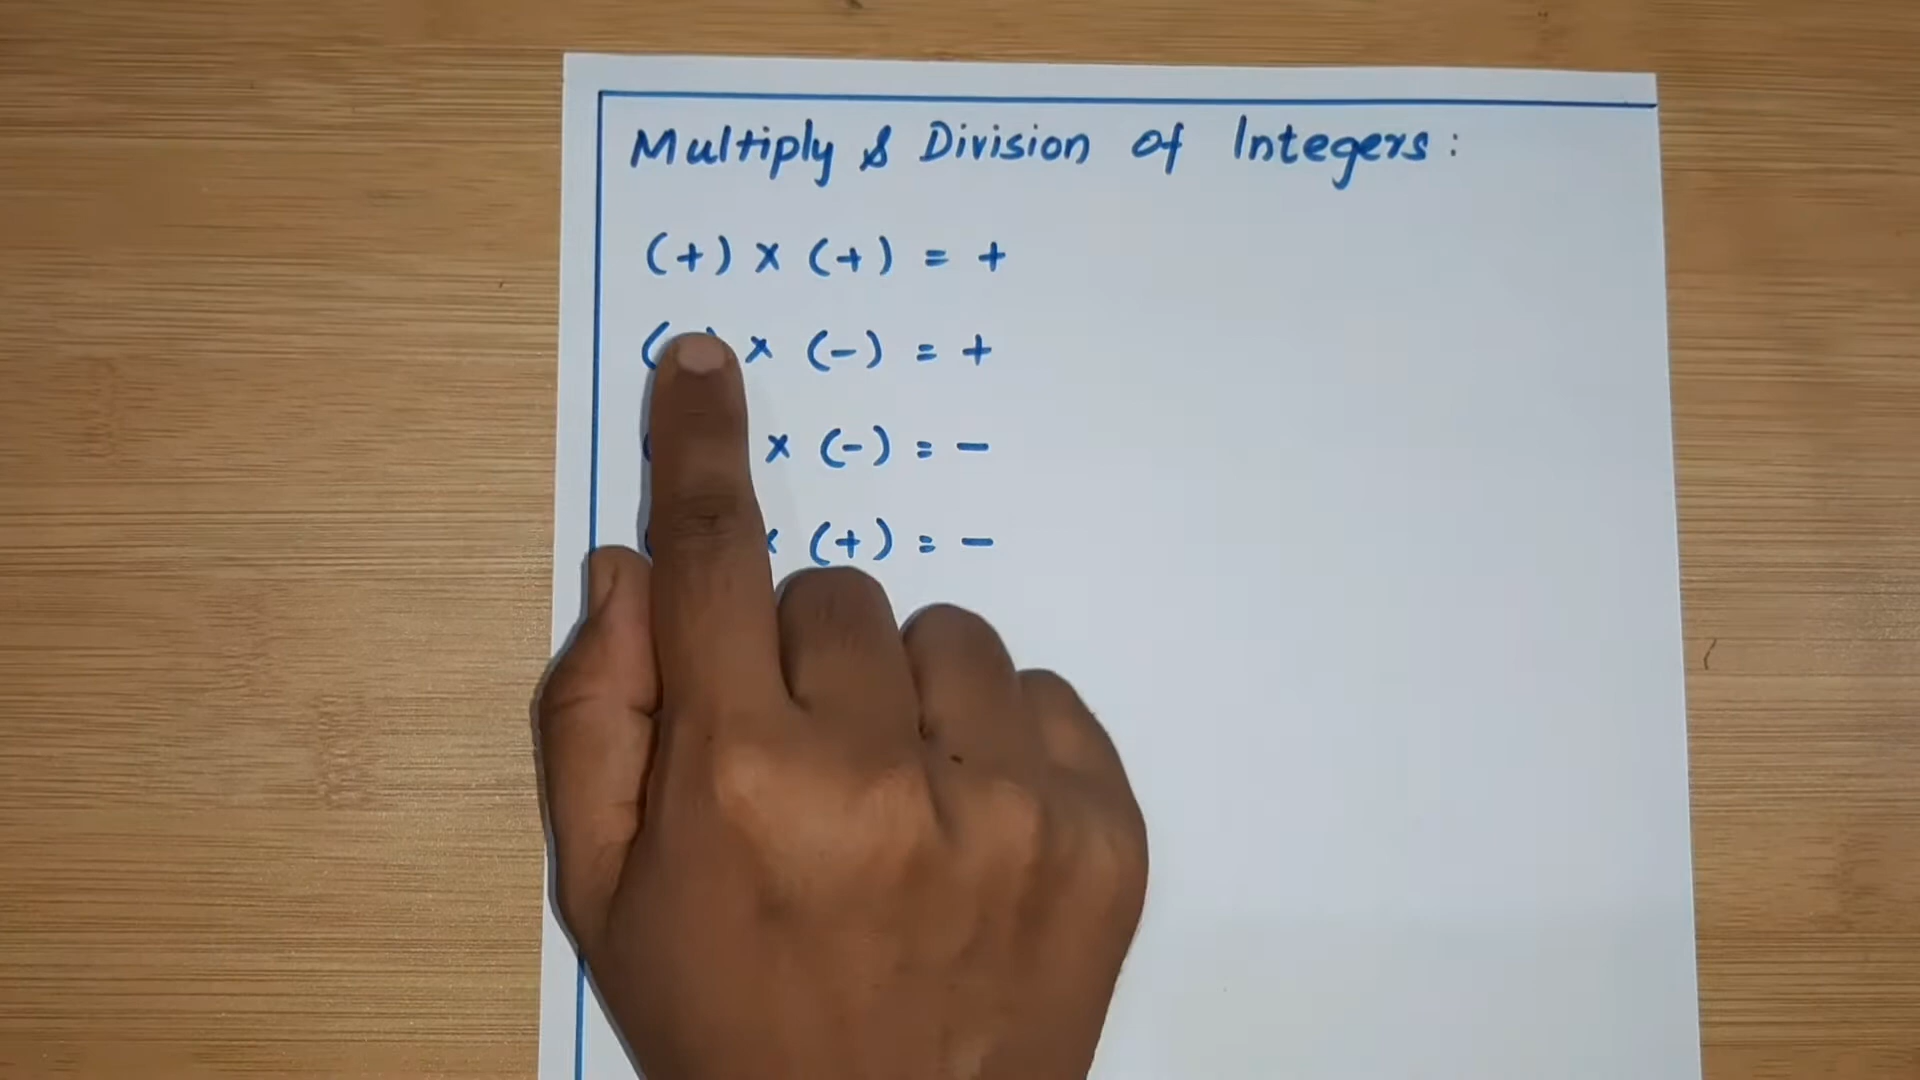 Multiply & Division of Integers:
(+) × (+) = +
( ) × (-) = +
× (-) = -
× (+) = -